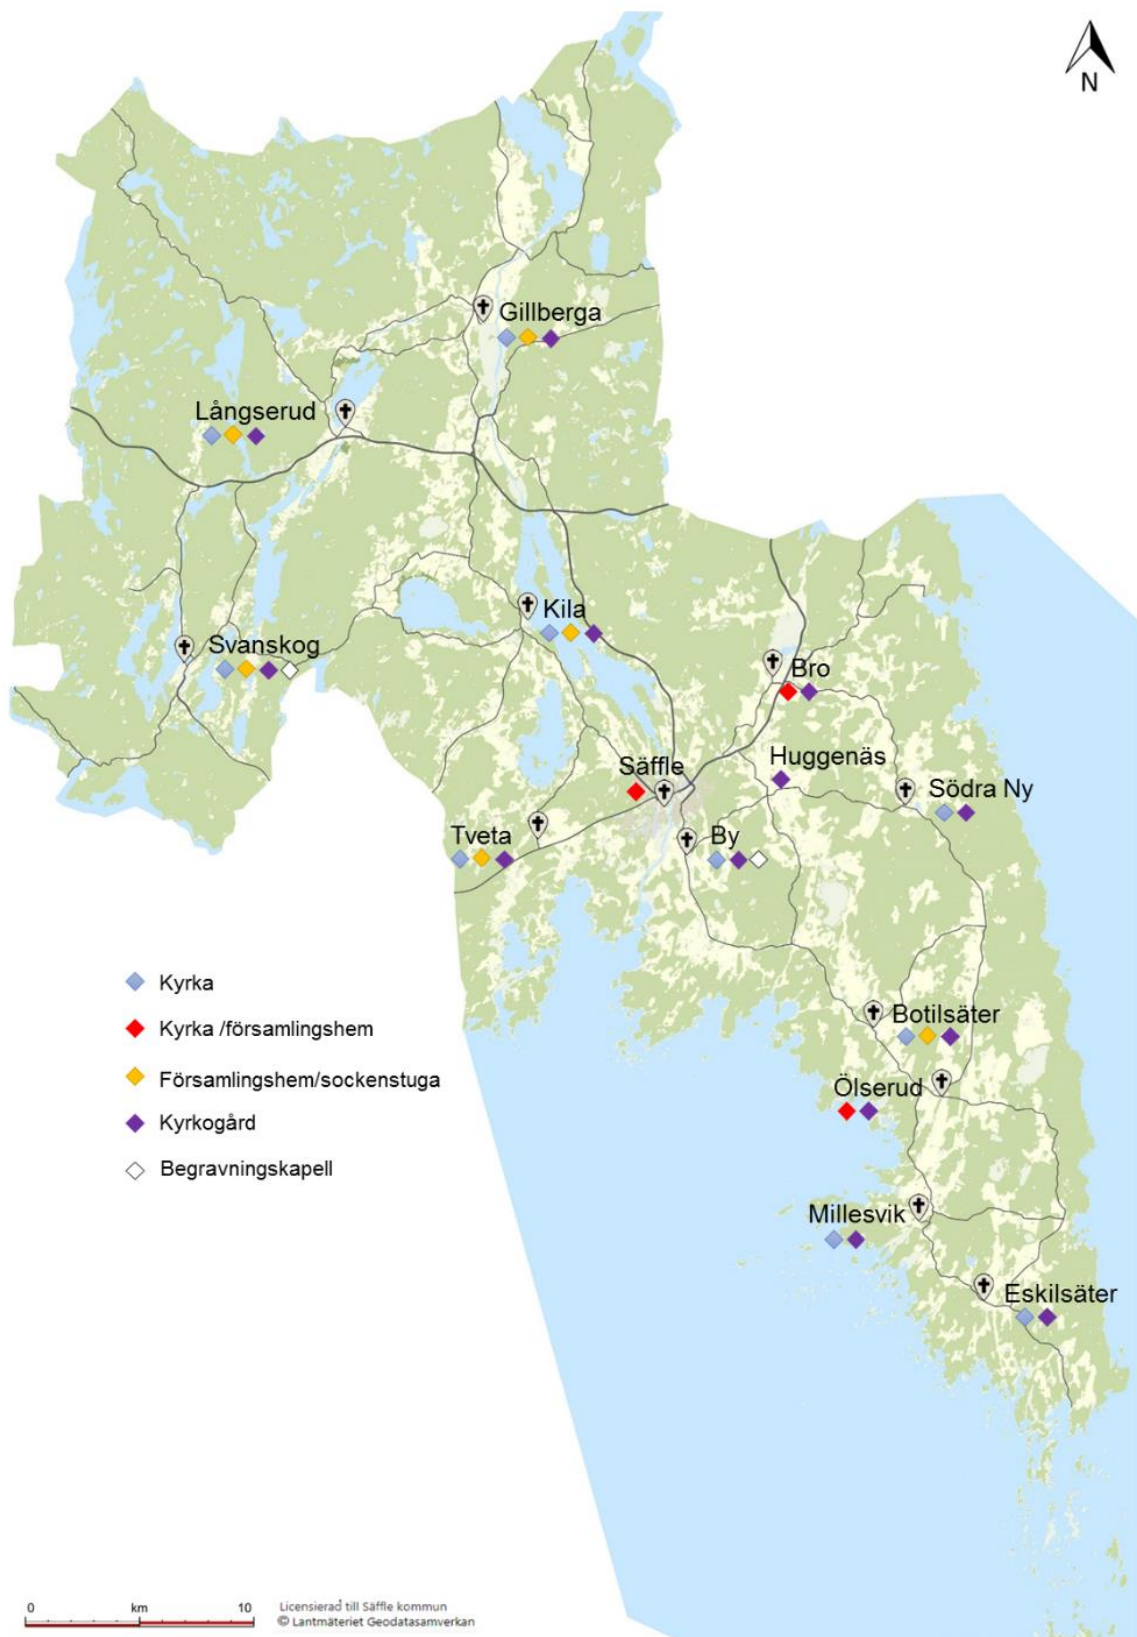 N
Gillberga
Långserud
Kila
Svanskog
Bro
Huggenäs
Säffle
Södra Ny
Tveta
By
Kyrka
Kyrka /församlingshem
Församlingshem/sockenstuga
Kyrkogård
Begravningskapell
Botilsäter
Ölserud
Millesvik
Eskilsäter
0 km 10
Licensierad till Säffle kommun
© Lantmäteriet Geodatasamverkan